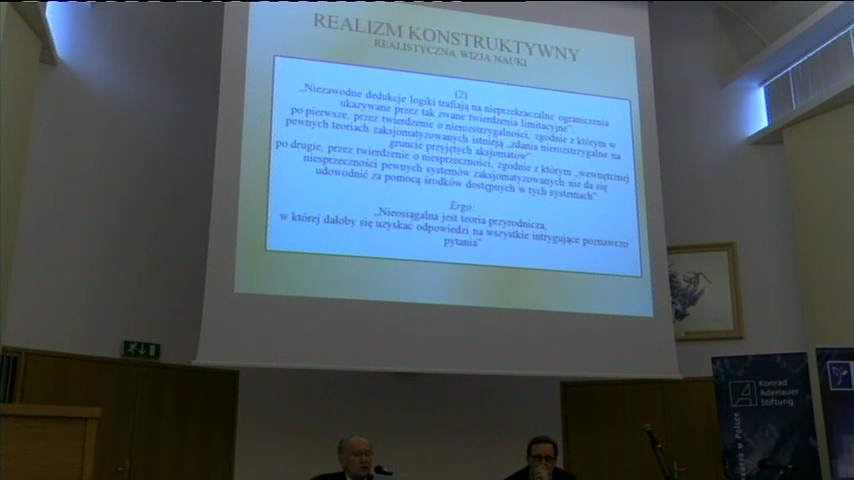 REALIZM KONSTRUKTYWNY
REALISTYCZNA WIZJA NAUKI
(2)
„Niezawodne dedukcje logiki trafiają na nieprzekraczalne ograniczenia
ukazywane przez tak zwane twierdzenia limitacyjne":
po pierwsze, przez twierdzenie o nierozstrzygalności, zgodnie z którym w
pewnych teoriach zaksjomatyzowanych istnieją „zdania nierozstrzygalne na
gruncie przyjętych aksjomatów"
po drugie, przez twierdzenie o niesprzeczności, zgodnie z którym „wewnętrznej
niesprzeczności pewnych systemów zaksjomatyzowanych nie da się
udowodnić za pomocą środków dostępnych w tych systemach"
Ergo:
„Nieosiągalna jest teoria przyrodnicza,
w której dałoby się uzyskać odpowiedzi na wszystkie intrygujące poznawczo
pytania"
Konrad
Adenauer
Stiftung
w Polsce